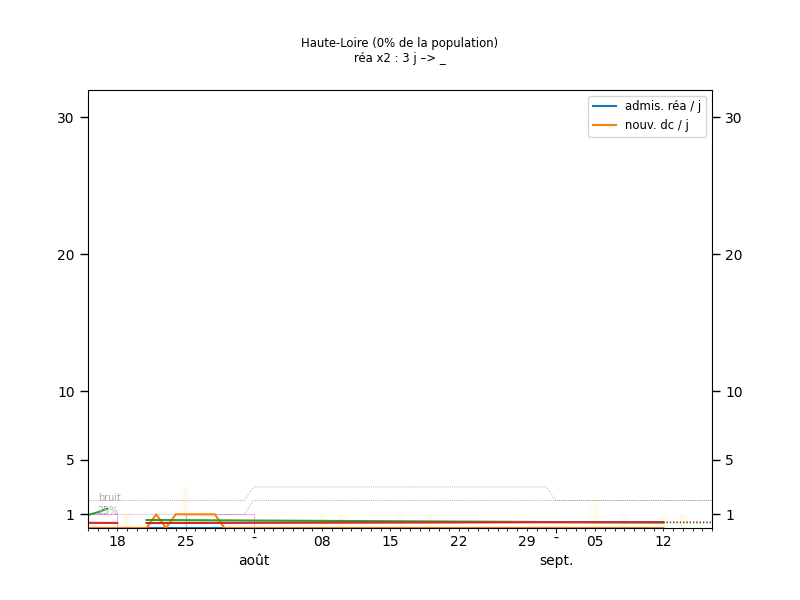 Haute-Loire (0% de la population)
réa x2 : 3 j –> _
admis. réa / j
nouv. dc / j
30 30
20 20
10 10
5 5
bruit
25%
1 1
18 25 - 08 15 22 29 - 05 12
août sept.